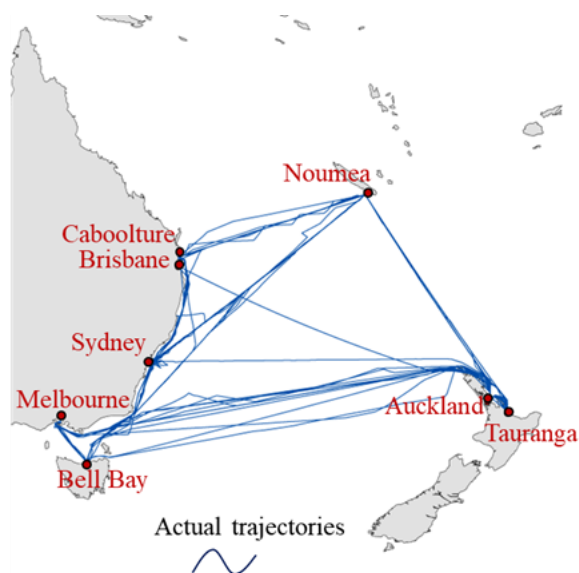 Noumea
Caboolture
Brisbane
Sydney
Melbourne
Auckland
Tauranga
Bell Bay
Actual trajectories